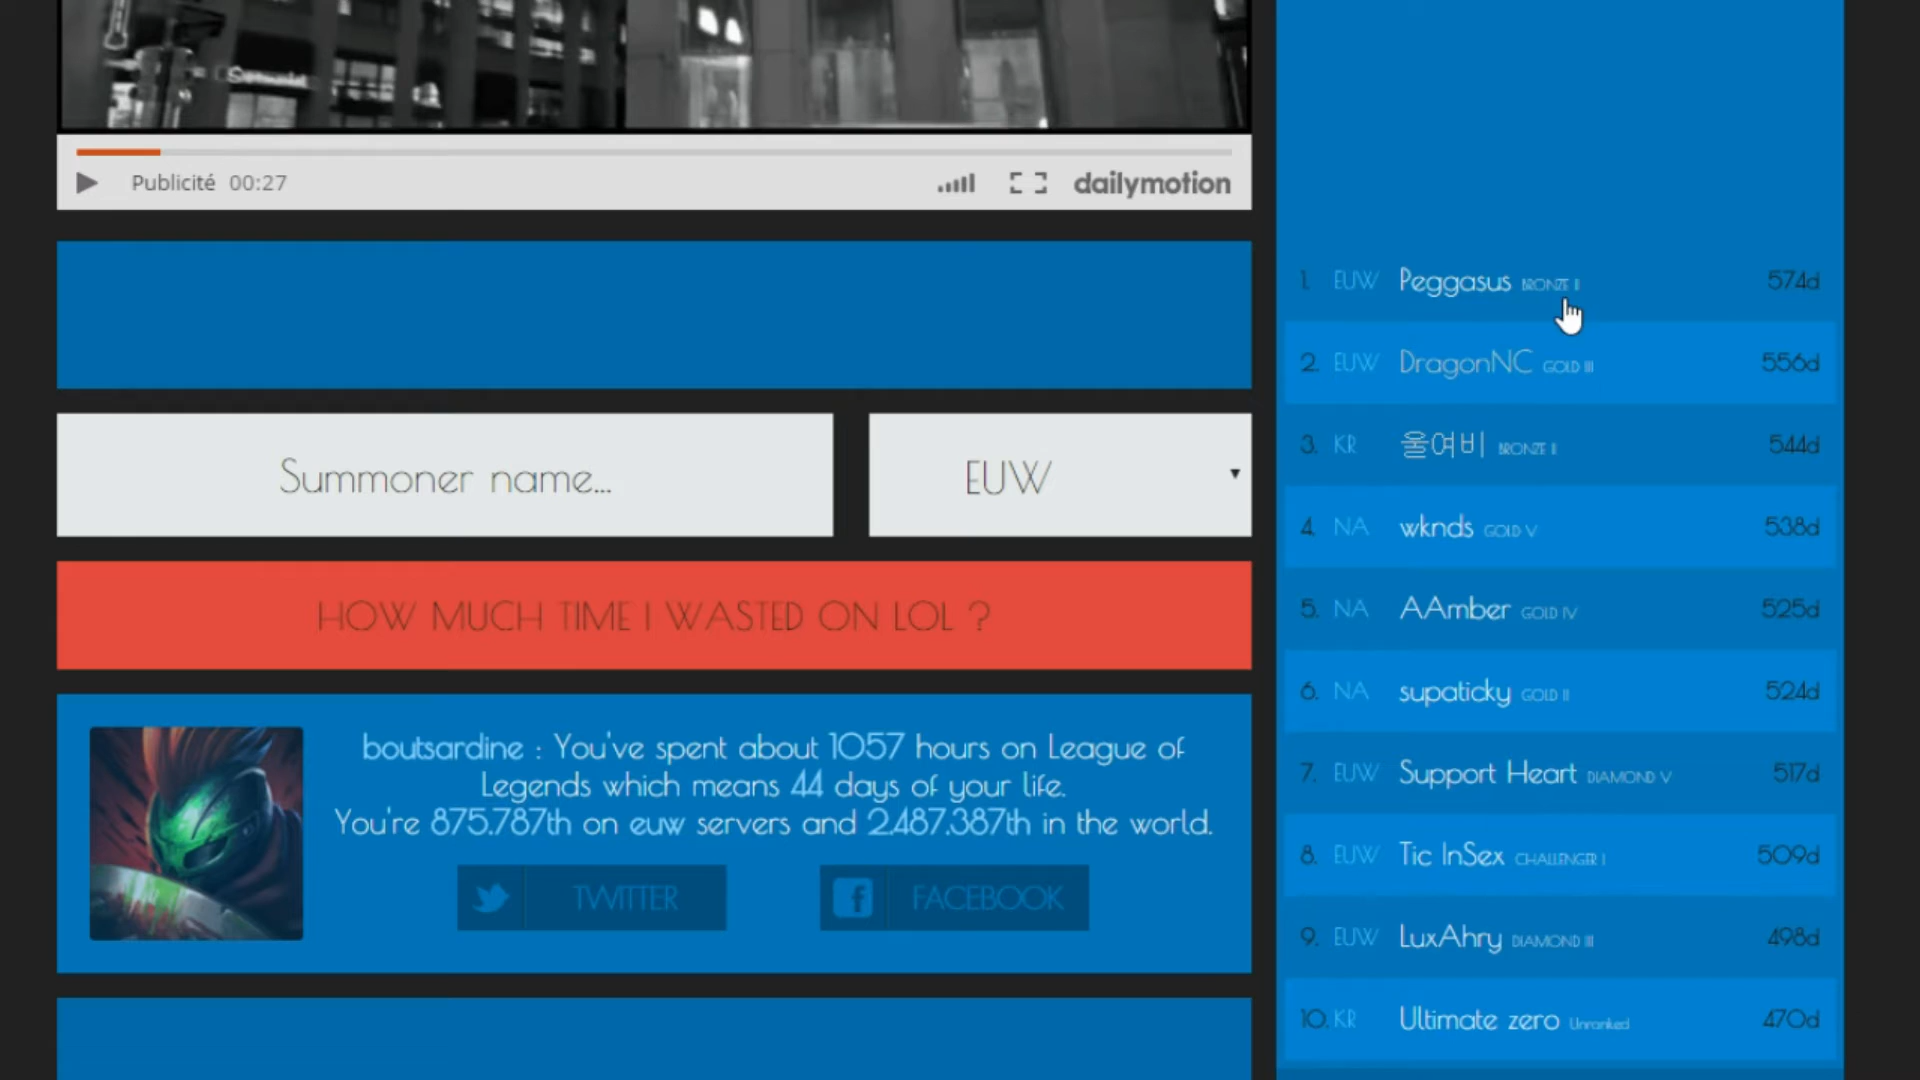 Publicité 00:27
dailymotion
Summoner name...
EUW
HOW MUCH TIME I WASTED ON LOL ?
boutsardine : You've spent about 1057 hours on League of
Legends which means 44 days of your life.
You're 875.787th on euw servers and 2.487.387th in the world.
TWITTER
FACEBOOK
1. EUW Peggasus BRONZE II 574d
2. EUW DragonNC GOLD III 556d
3. KR 울여비 BRONZE II 544d
4. NA wknds GOLD V 538d
5. NA AAmber GOLD IV 525d
6. NA supaticky GOLD II 524d
7. EUW Support Heart DIAMOND V 517d
8. EUW Tic InSex CHALLENGER I 509d
9. EUW LuxAhry DIAMOND III 498d
10. KR Ultimate zero Unranked 470d